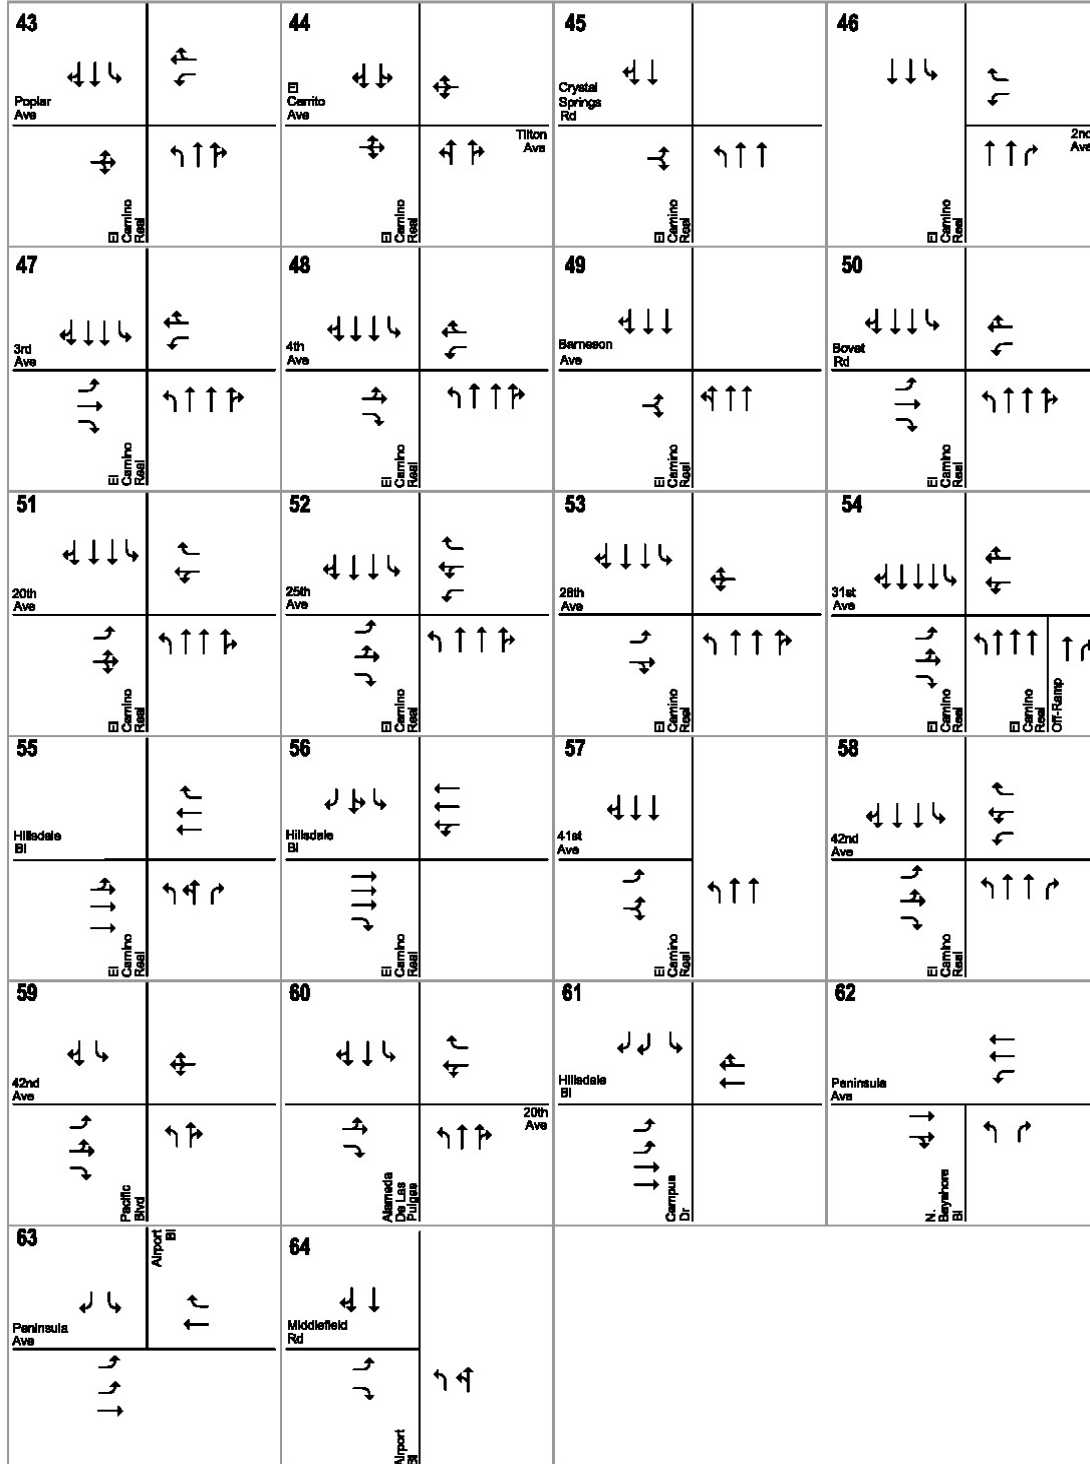 43
Poplar
Ave
El
Camino
Real
44
El
Cerrito
Ave
Tilton
Ave
El
Camino
Real
45
Crystal
Springs
Rd
El
Camino
Real
46
2nd
Ave
El
Camino
Real
47
3rd
Ave
El
Camino
Real
48
4th
Ave
El
Camino
Real
49
Barneson
Ave
El
Camino
Real
50
Bovet
Rd
El
Camino
Real
51
20th
Ave
El
Camino
Real
52
25th
Ave
El
Camino
Real
53
28th
Ave
El
Camino
Real
54
31st
Ave
El
Camino
Real
El
Camino
Real
Off-Ramp
55
Hillsdale
Bl
El
Camino
Real
56
Hillsdale
Bl
El
Camino
Real
57
41st
Ave
El
Camino
Real
58
42nd
Ave
El
Camino
Real
59
42nd
Ave
Pacific
Blvd
60
20th
Ave
Alameda
De Las
Pulgas
61
Hillsdale
Bl
Campus
Dr
62
Peninsula
Ave
N.
Bayshore
Bl
63
Airport
Bl
Peninsula
Ave
64
Middlefield
Rd
Airport
Bl